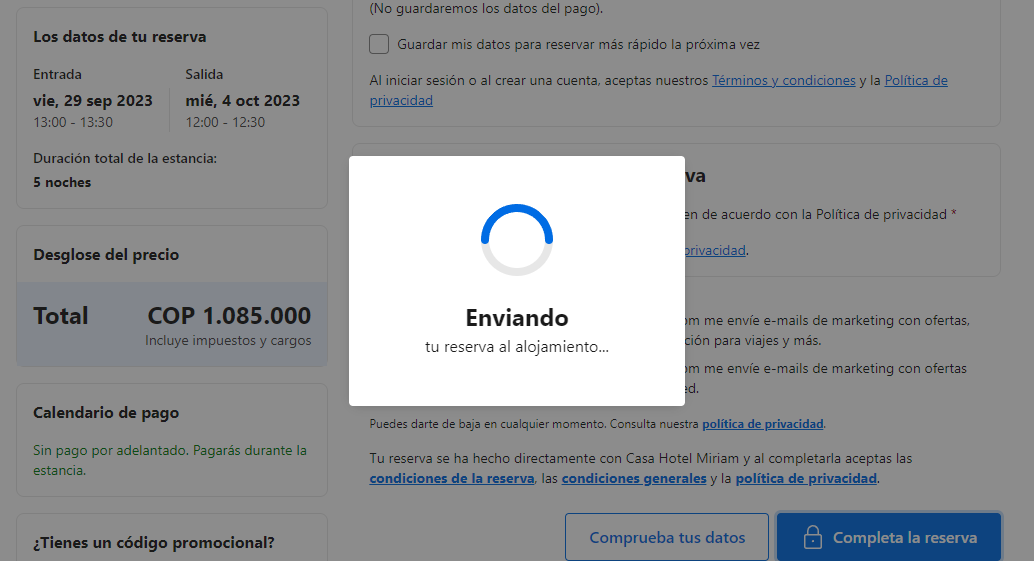 Los datos de tu reserva
Entrada
Salida
vie, 29 sep 2023
mié, 4 oct 2023
13:00 - 13:30
12:00 - 12:30
Duración total de la estancia:
5 noches
Desglose del precio
Total
COP 1.085.000
Incluye impuestos y cargos
Calendario de pago
Sin pago por adelantado. Pagarás durante la
estancia.
¿Tienes un código promocional?
(No guardaremos los datos del pago).
Guardar mis datos para reservar más rápido la próxima vez
Al iniciar sesión o al crear una cuenta, aceptas nuestros Términos y condiciones y la Política de
privacidad
va
en de acuerdo con la Política de privacidad *
privacidad.
Enviando
tu reserva al alojamiento...
om me envíe e-mails de marketing con ofertas,
ción para viajes y más.
om me envíe e-mails de marketing con ofertas
ed.
Puedes darte de baja en cualquier momento. Consulta nuestra política de privacidad.
Tu reserva se ha hecho directamente con Casa Hotel Miriam y al completarla aceptas las
condiciones de la reserva, las condiciones generales y la política de privacidad.
Comprueba tus datos
Completa la reserva